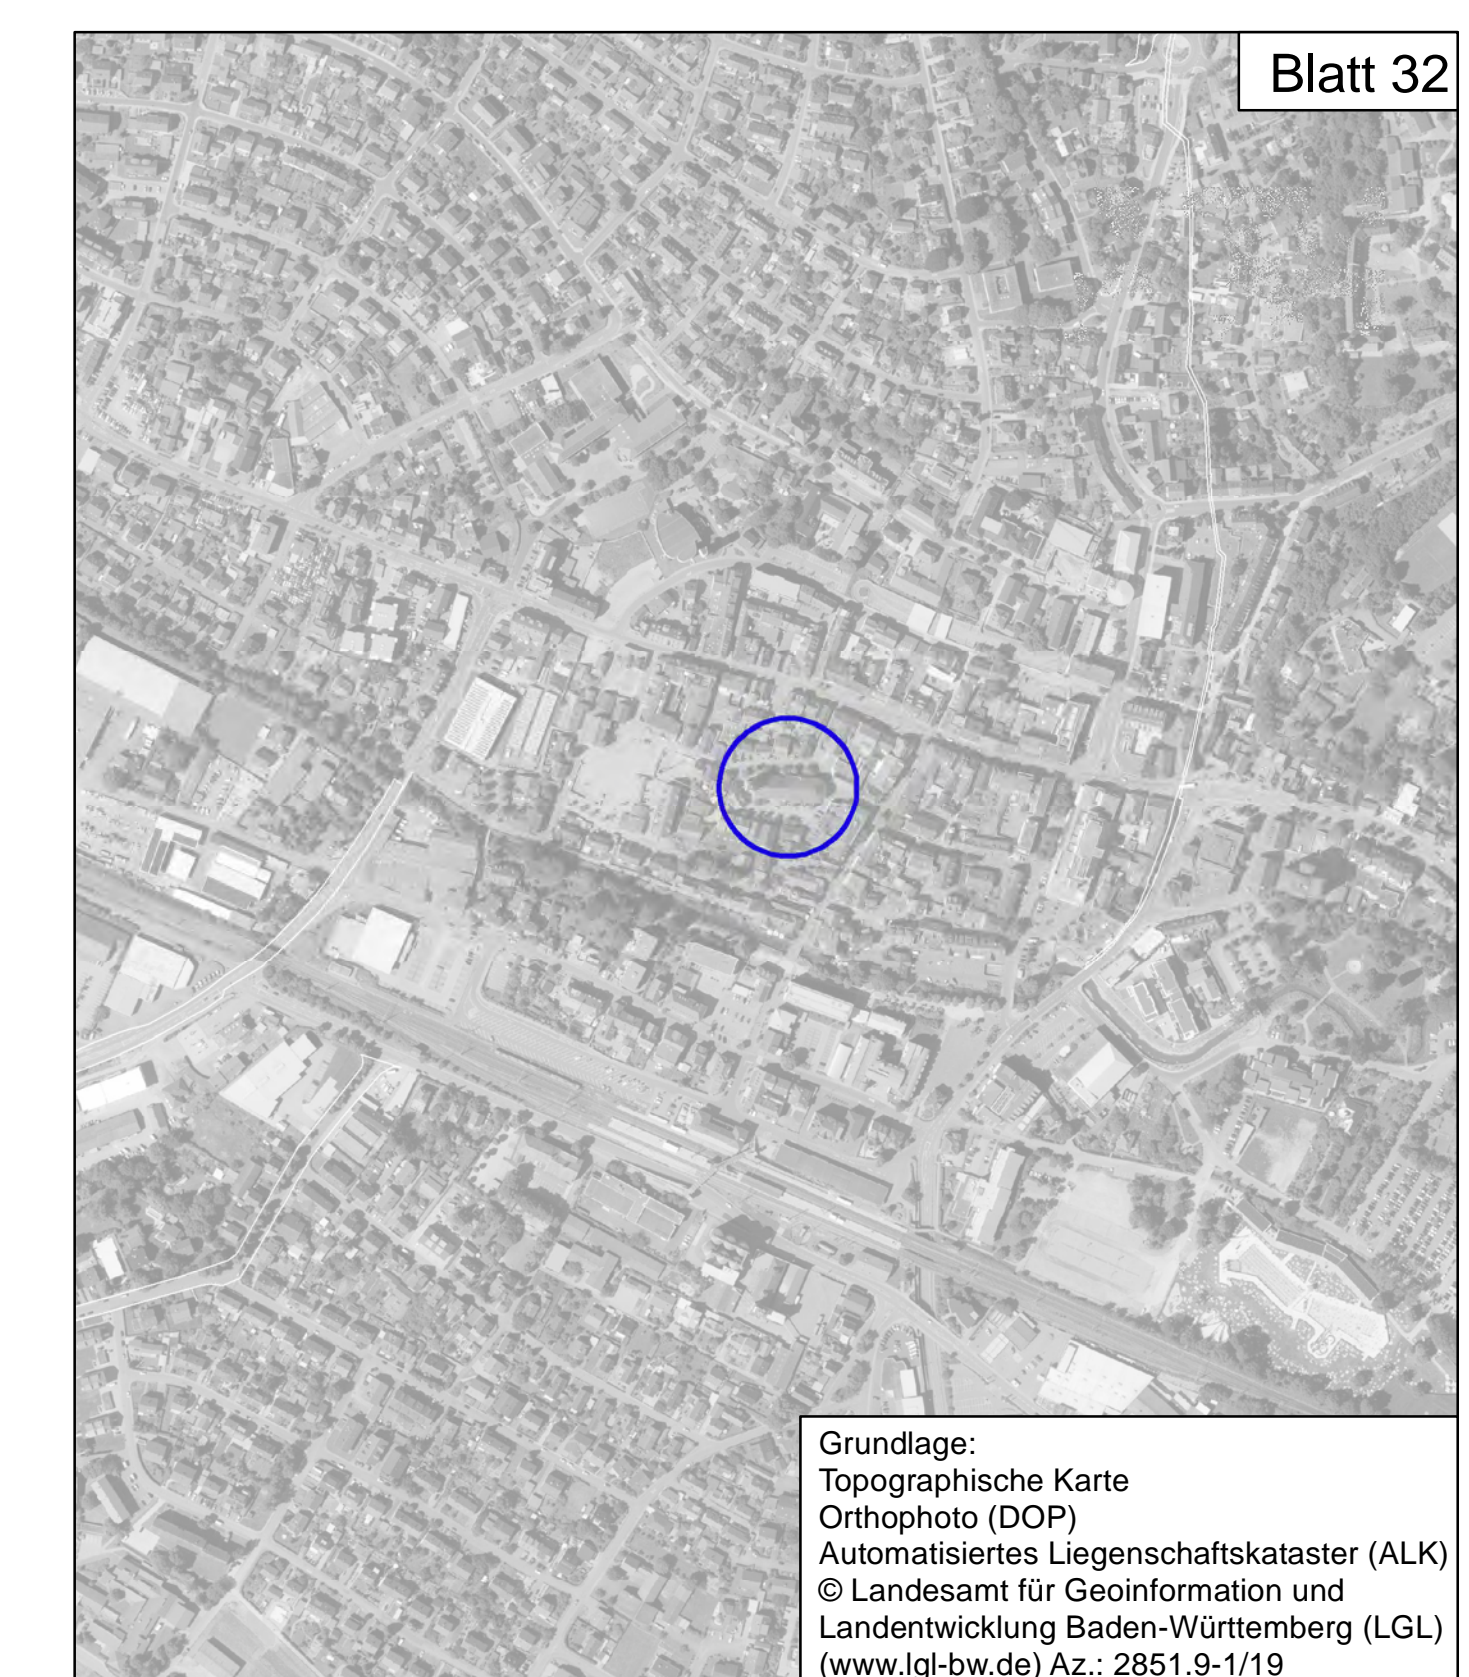 Blatt 32
Grundlage:
Topographische Karte
Orthophoto (DOP)
Automatisiertes Liegenschaftskataster (ALK)
© Landesamt für Geoinformation und
Landentwicklung Baden-Württemberg (LGL)
(www.lgl-bw.de) Az.: 2851.9-1/19